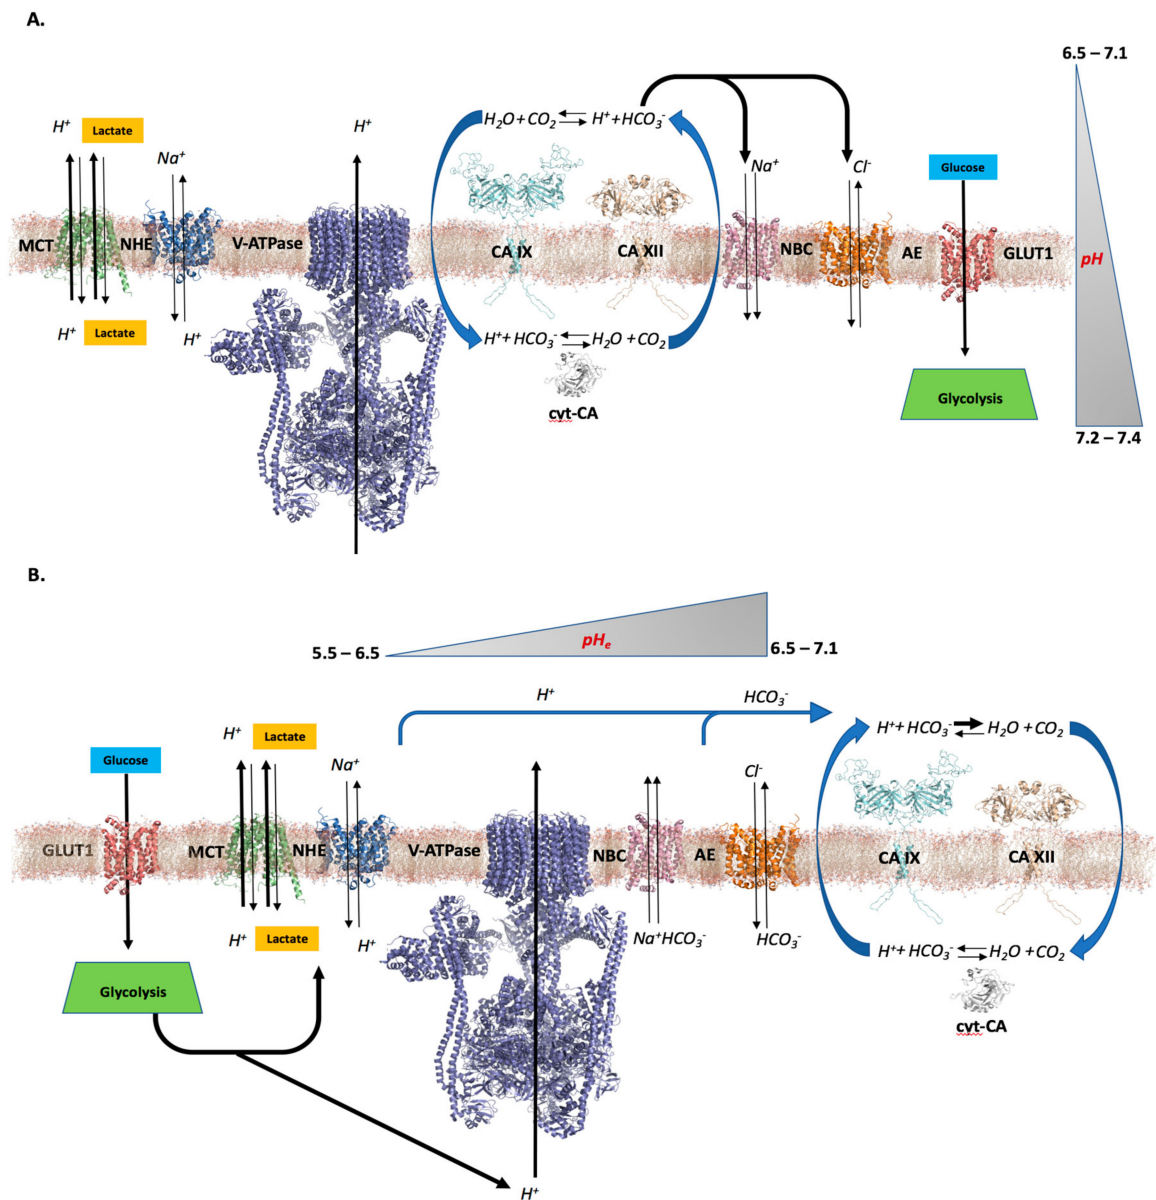 A.
6.5 – 7.1
H⁺
Lactate
Na⁺
H⁺
H₂O + CO₂ H⁺ + HCO₃⁻
Na⁺
Cl⁻
Glucose
MCT
NHE
V-ATPase
CA IX
CA XII
NBC
AE
GLUT1
pH
H⁺
Lactate
H⁺
H⁺ + HCO₃⁻ H₂O + CO₂
cyt-CA
Glycolysis
7.2 – 7.4
B.
5.5 – 6.5
pHₑ
6.5 – 7.1
H⁺
HCO₃⁻
H⁺
Lactate
Glucose
Na⁺
Cl⁻
H⁺ + HCO₃⁻ H₂O + CO₂
GLUT1
MCT
NHE
V-ATPase
NBC
AE
CA IX
CA XII
H⁺
Lactate
H⁺
Na⁺HCO₃⁻
HCO₃⁻
H⁺ + HCO₃⁻ H₂O + CO₂
Glycolysis
cyt-CA
H⁺